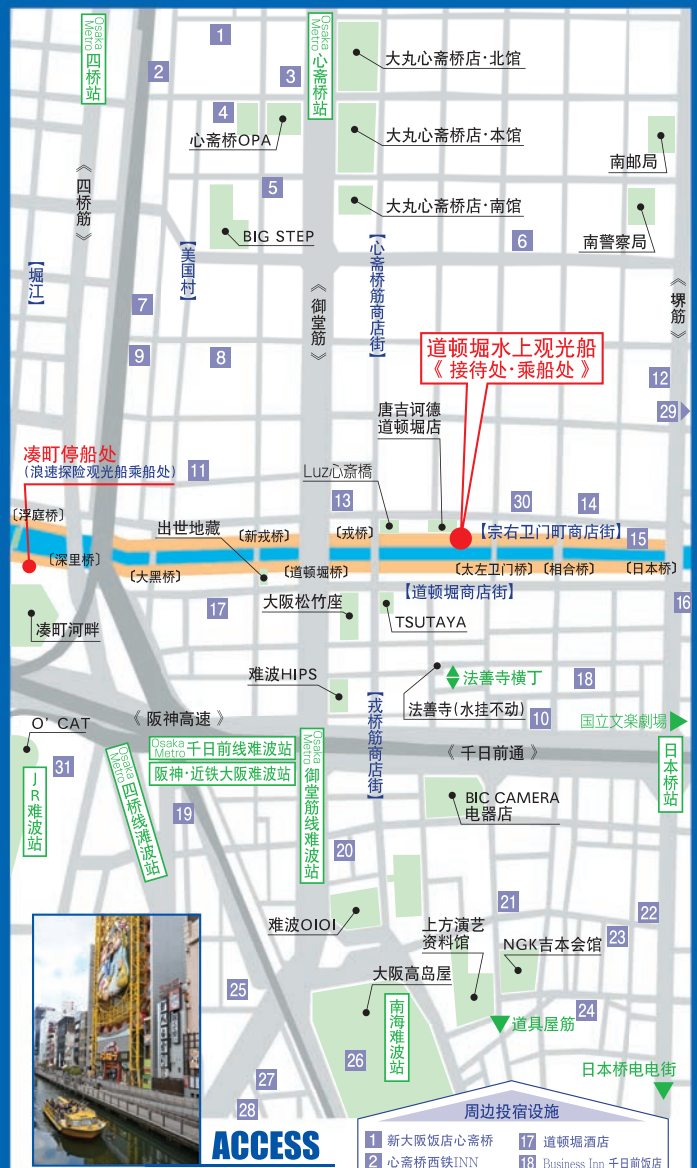 Osaka Metro 四桥站
1
2
3
Osaka Metro 心斋桥站
大丸心斋桥店·北馆
4
心斋桥OPA
大丸心斋桥店·本馆
南邮局
《四桥筋》
5
大丸心斋桥店·南馆
BIG STEP
6
南警察局
【堀江】
【美国村】
《御堂筋》
【心斋桥筋商店街】
《堺筋》
7
9
8
道顿堀水上观光船
《 接待处·乘船处 》
12
29
唐吉诃德
道顿堀店
凑町停船处
(浪速探险观光船乘船处)
11
Luz心斎橋
13
30
14
〔浮庭桥〕
出世地藏
〔新戎桥〕
〔戎桥〕
【宗右卫门町商店街】
15
〔深里桥〕
〔大黑桥〕
〔道顿堀桥〕
〔太左卫门桥〕
〔相合桥〕
〔日本桥〕
17
大阪松竹座
【道顿堀商店街】
16
TSUTAYA
凑町河畔
难波HIPS
法善寺横丁
18
法善寺(水挂不动)
10
国立文楽劇場
O' CAT
《 阪神高速 》
【戎桥筋商店街】
《 千日前通 》
日本桥站
31
JR难波站
Osaka Metro 四桥线滩波站
Osaka Metro 千日前线难波站
阪神·近铁大阪难波站
Osaka Metro 御堂筋线难波站
19
BIC CAMERA
电器店
20
难波OIOI
21
22
上方演艺
资料馆
NGK吉本会馆
23
25
大阪高岛屋
南海难波站
24
道具屋筋
26
27
28
日本桥电电街
ACCESS
周边投宿设施
1 新大阪饭店心斋桥
17 道顿堀酒店
2 心斋桥西铁INN
18 Business Inn 千日前饭店